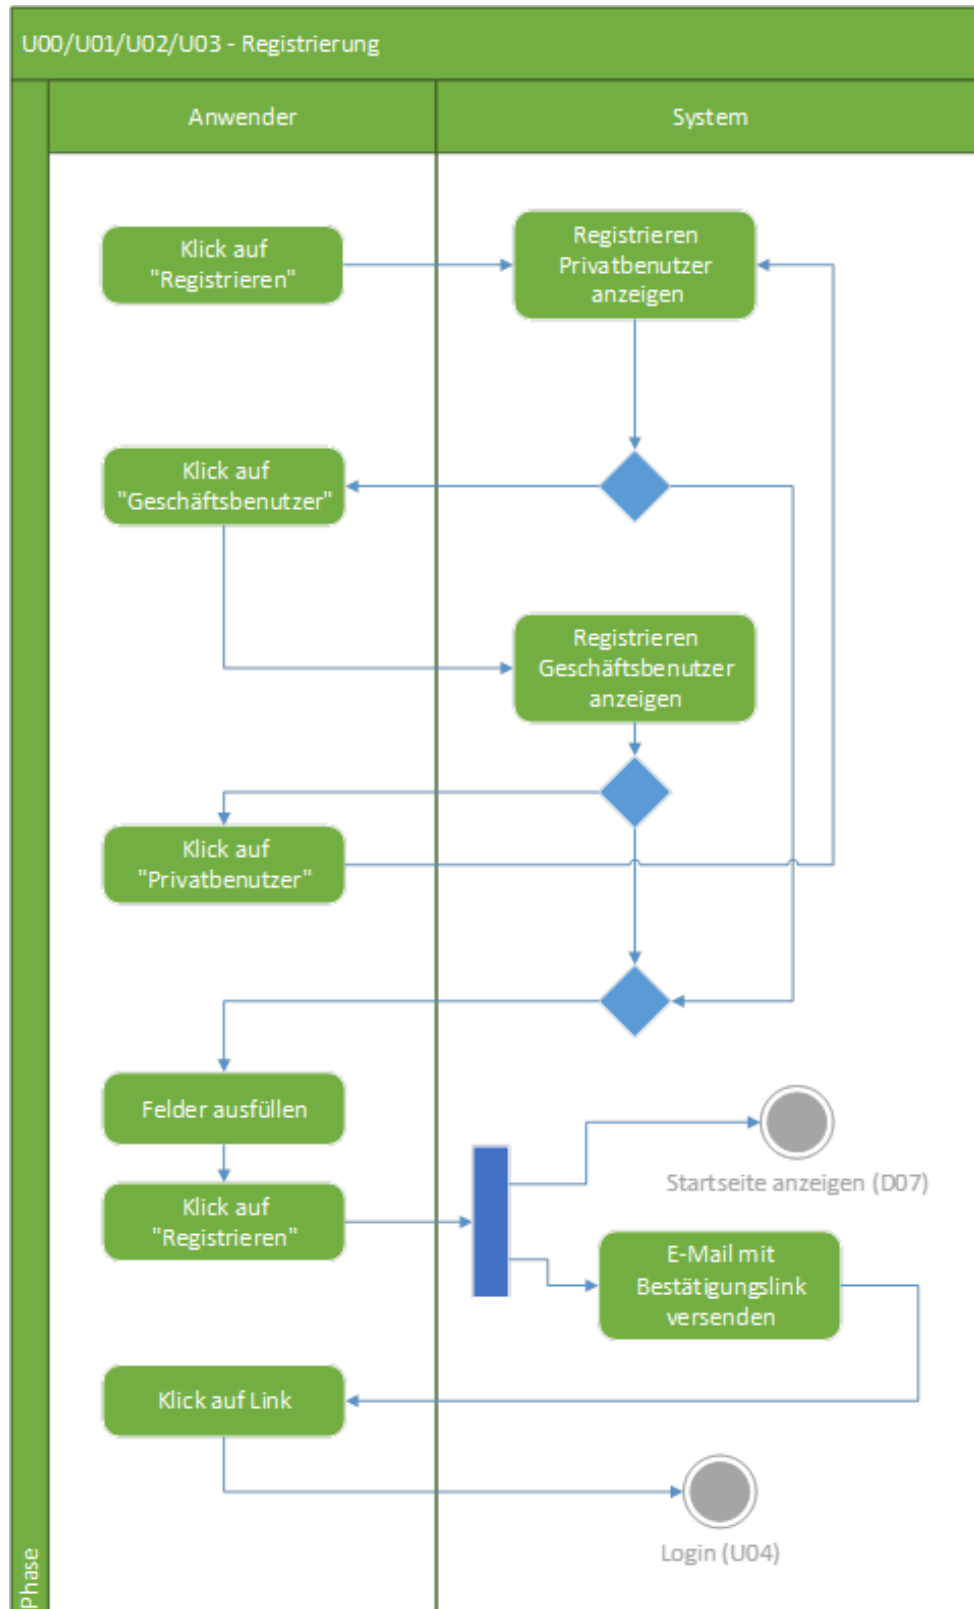 U00/U01/U02/U03 - Registrierung
Anwender
System
Klick auf
"Registrieren"
Registrieren
Privatbenutzer
anzeigen
Klick auf
"Geschäftsbenutzer"
Registrieren
Geschäftsbenutzer
anzeigen
Klick auf
"Privatbenutzer"
Felder ausfüllen
Startseite anzeigen (D07)
Klick auf
"Registrieren"
E-Mail mit
Bestätigungslink
versenden
Klick auf Link
Login (U04)
Phase